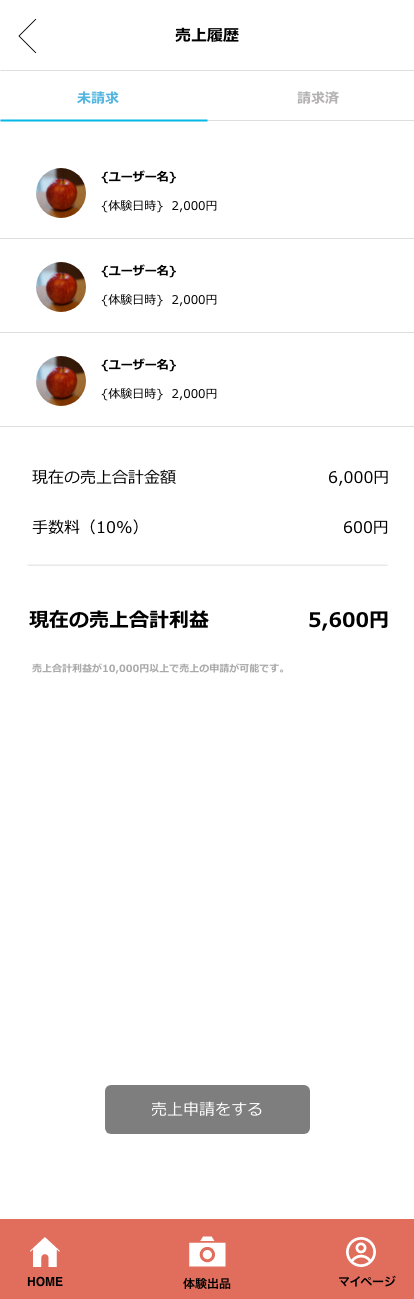 売上履歴
未請求 請求済
{ユーザー名}
{体験日時} 2,000円
{ユーザー名}
{体験日時} 2,000円
{ユーザー名}
{体験日時} 2,000円
現在の売上合計金額 6,000円
手数料（10%） 600円
現在の売上合計利益 5,600円
売上合計利益が10,000円以上で売上の申請が可能です。
売上申請をする
HOME 体験出品 マイページ